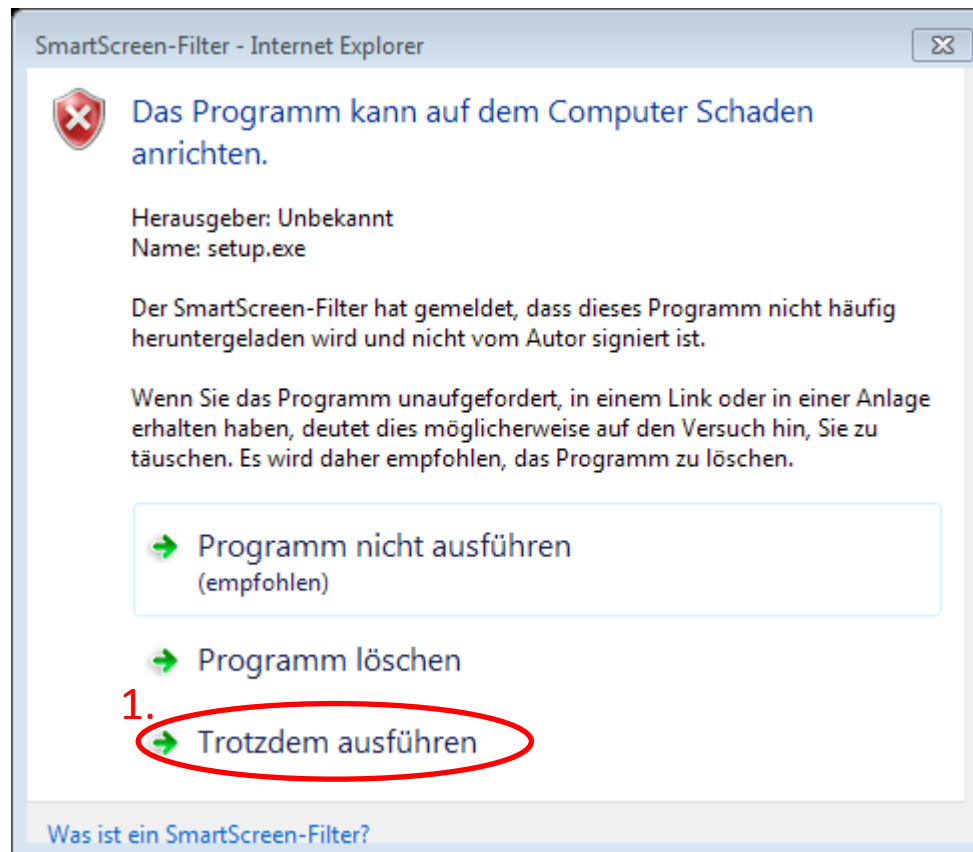 SmartScreen-Filter - Internet Explorer
Das Programm kann auf dem Computer Schaden
anrichten.
Herausgeber: Unbekannt
Name: setup.exe
Der SmartScreen-Filter hat gemeldet, dass dieses Programm nicht häufig
heruntergeladen wird und nicht vom Autor signiert ist.
Wenn Sie das Programm unaufgefordert, in einem Link oder in einer Anlage
erhalten haben, deutet dies möglicherweise auf den Versuch hin, Sie zu
täuschen. Es wird daher empfohlen, das Programm zu löschen.
Programm nicht ausführen
(empfohlen)
Programm löschen
1.
Trotzdem ausführen
Was ist ein SmartScreen-Filter?